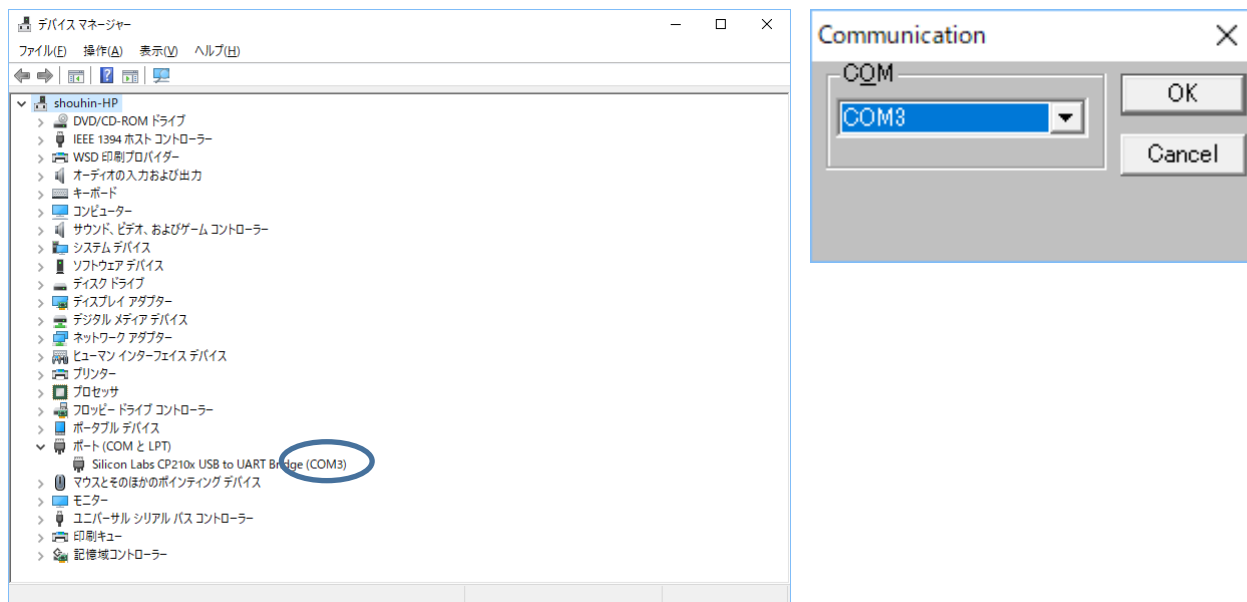 デバイス マネージャー
ファイル(F) 操作(A) 表示(V) ヘルプ(H)
shouhin-HP
DVD/CD-ROM ドライブ
IEEE 1394 ホスト コントローラー
WSD 印刷プロバイダー
オーディオの入力および出力
キーボード
コンピューター
サウンド、ビデオ、およびゲーム コントローラー
システム デバイス
ソフトウェア デバイス
ディスク ドライブ
ディスプレイ アダプター
デジタル メディア デバイス
ネットワーク アダプター
ヒューマン インターフェイス デバイス
プリンター
プロセッサ
フロッピー ドライブ コントローラー
ポータブル デバイス
ポート (COM と LPT)
Silicon Labs CP210x USB to UART Bridge (COM3)
マウスとそのほかのポインティング デバイス
モニター
ユニバーサル シリアル バス コントローラー
印刷キュー
記憶域コントローラー
Communication
COM
COM3
OK
Cancel